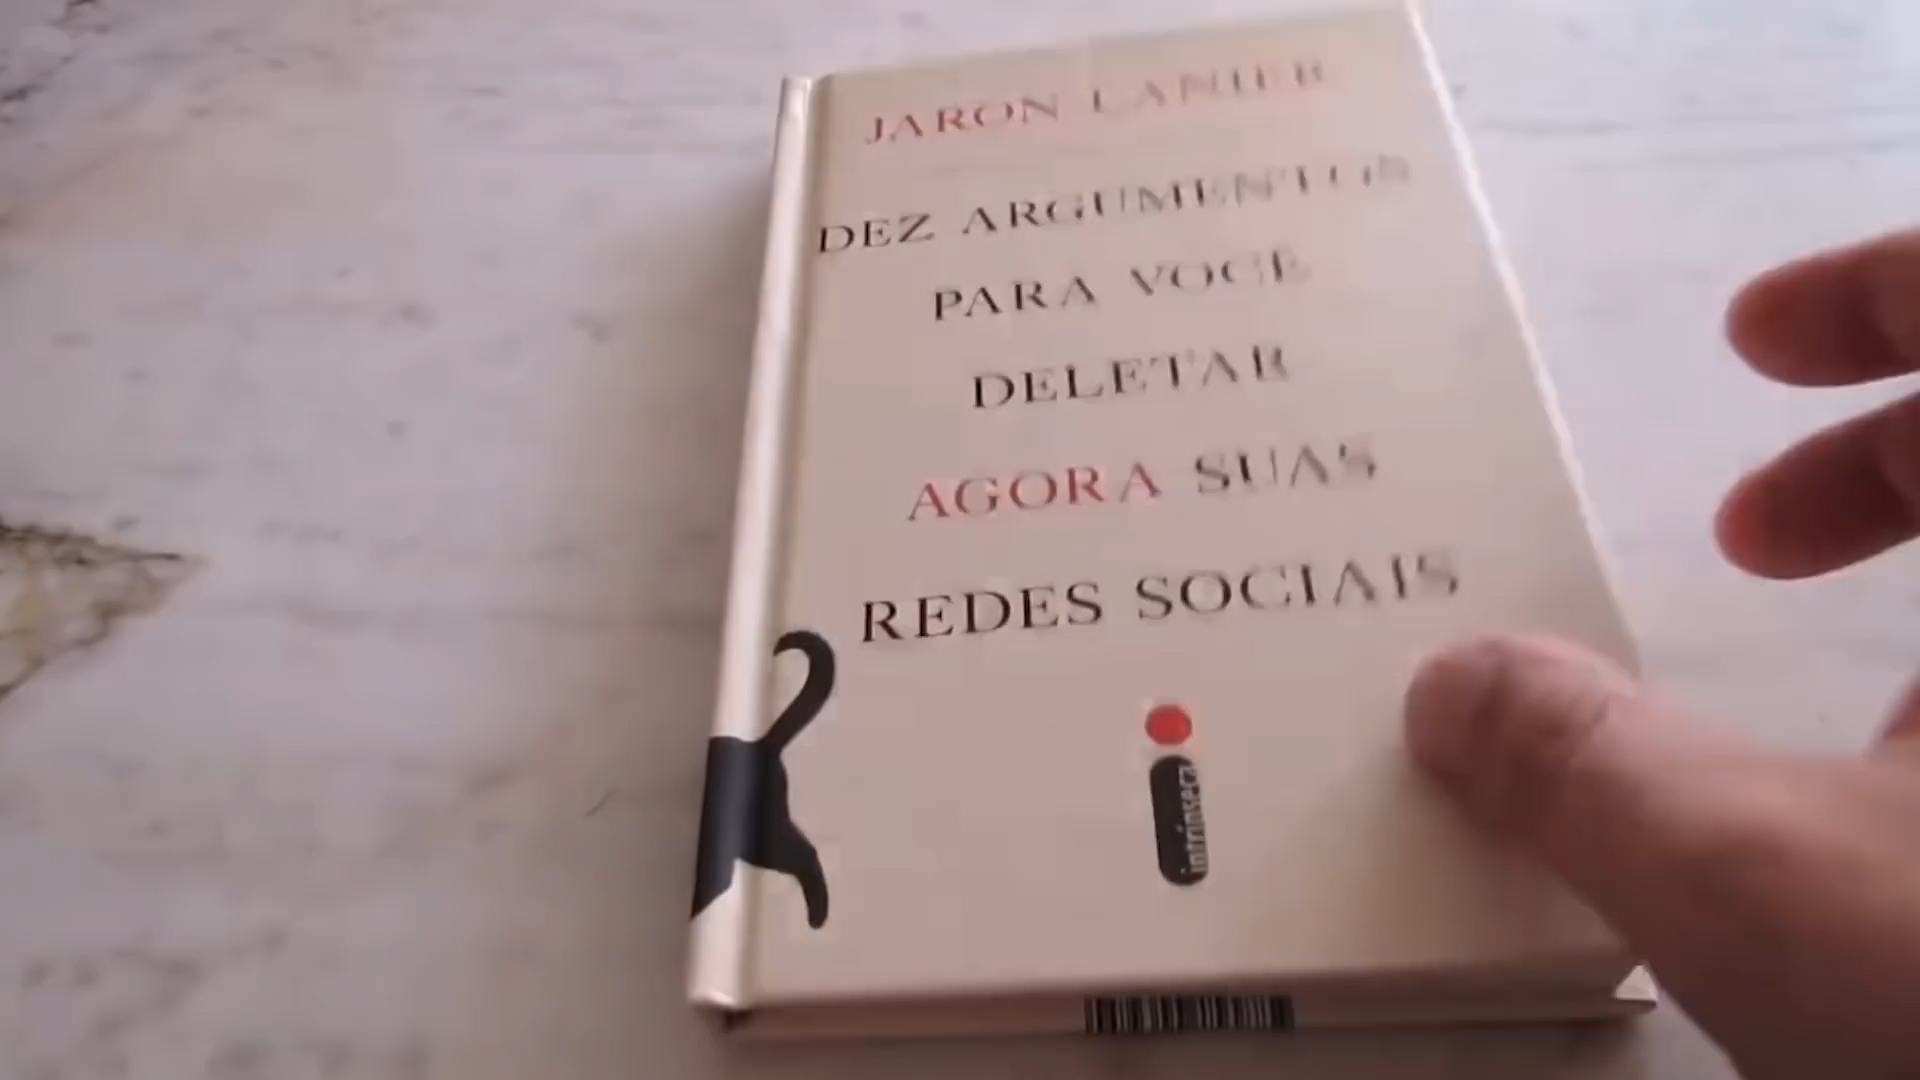 JARON LANIER
DEZ ARGUMENTOS
PARA VOCÊ
DELETAR
AGORA SUAS
REDES SOCIAIS
intrínseca